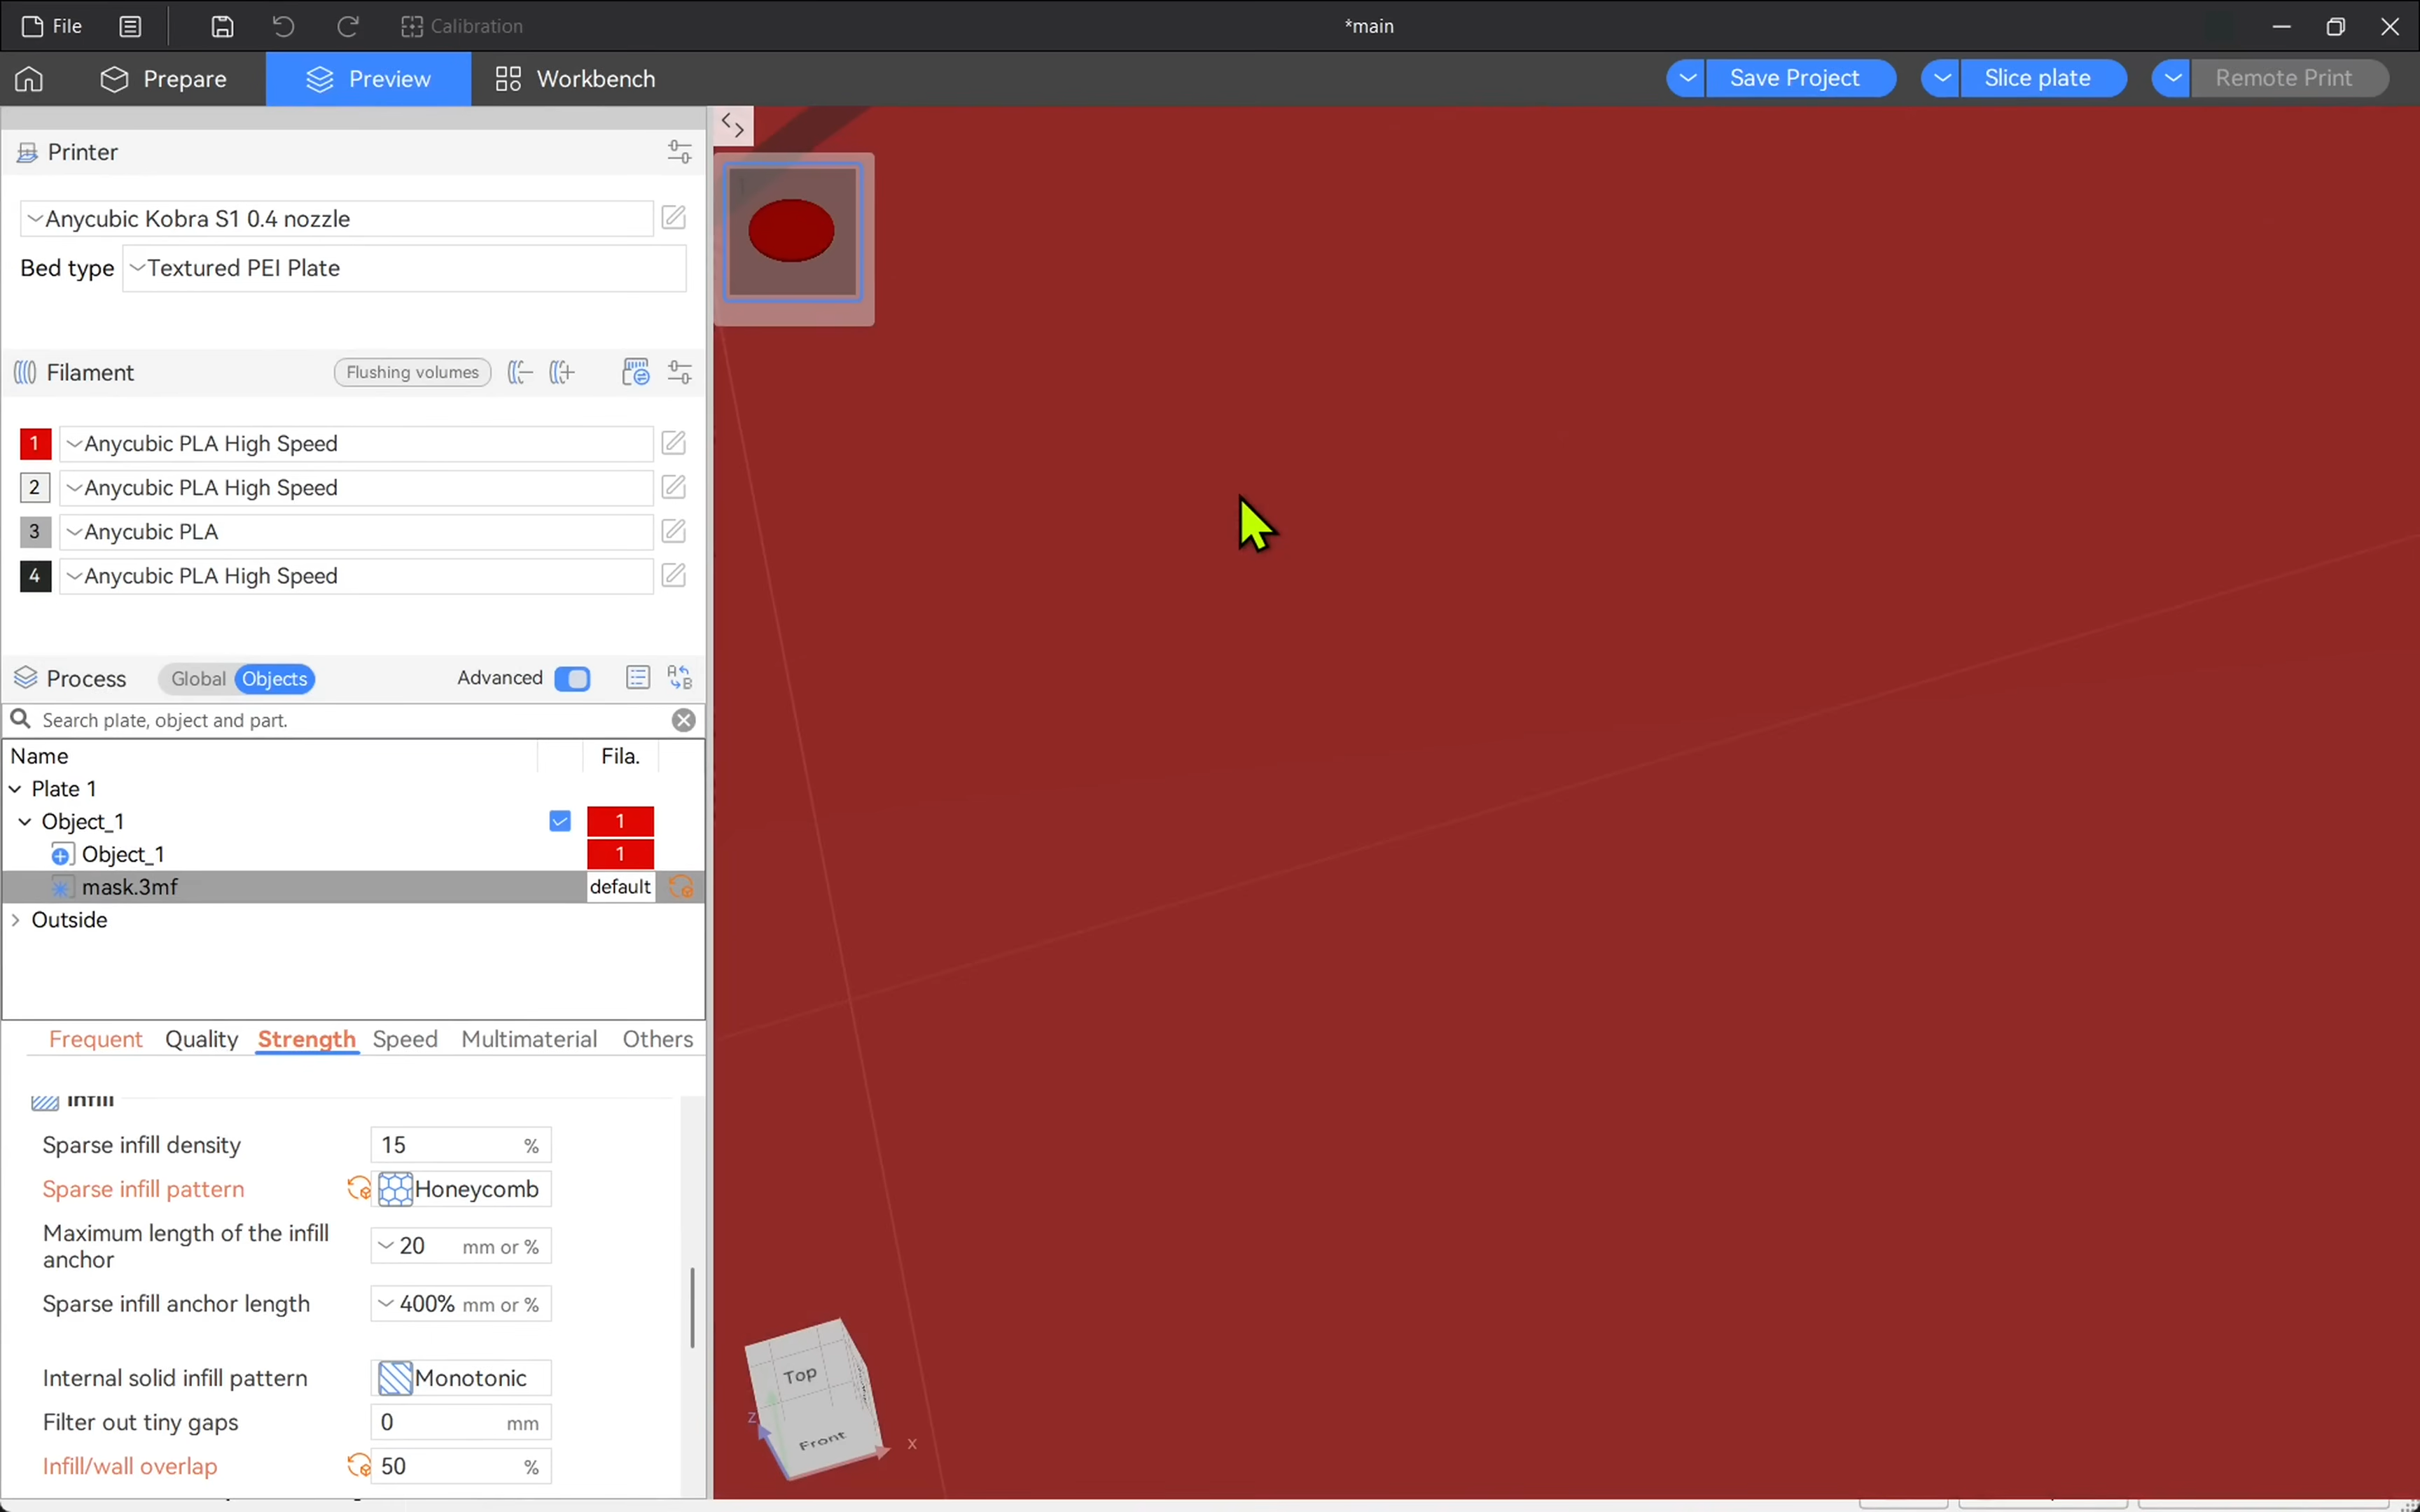 File
Calibration
*main
Prepare
Preview
Workbench
Save Project
Slice plate
Remote Print
Printer
Anycubic Kobra S1 0.4 nozzle
Bed type
Textured PEI Plate
Filament
Flushing volumes
1 Anycubic PLA High Speed
2 Anycubic PLA High Speed
3 Anycubic PLA
4 Anycubic PLA High Speed
Process
Global
Objects
Advanced
Search plate, object and part.
Name Fila.
Plate 1
Object_1 1
Object_1 1
mask.3mf default
Outside
Frequent Quality Strength Speed Multimaterial Others
Infill
Sparse infill density 15 %
Sparse infill pattern Honeycomb
Maximum length of the infill
anchor 20 mm or %
Sparse infill anchor length 400% mm or %
Internal solid infill pattern Monotonic
Filter out tiny gaps 0 mm
Infill/wall overlap 50 %
Top
Front
z
x